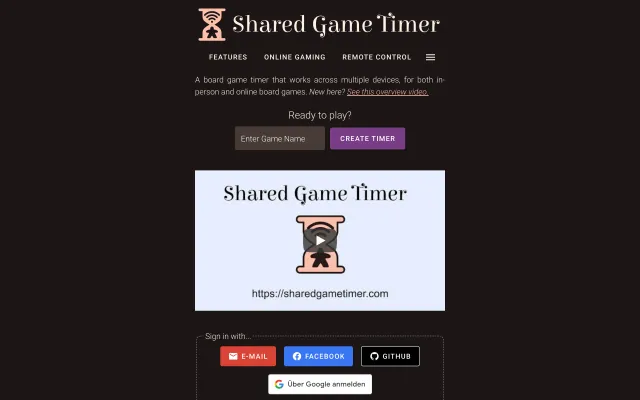 Shared Game Timer
FEATURES ONLINE GAMING REMOTE CONTROL
A board game timer that works across multiple devices, for both in-
person and online board games. New here? See this overview video.
Ready to play?
Enter Game Name CREATE TIMER
Shared Game Timer
https://sharedgametimer.com
Sign in with...
E-MAIL FACEBOOK GITHUB
Über Google anmelden